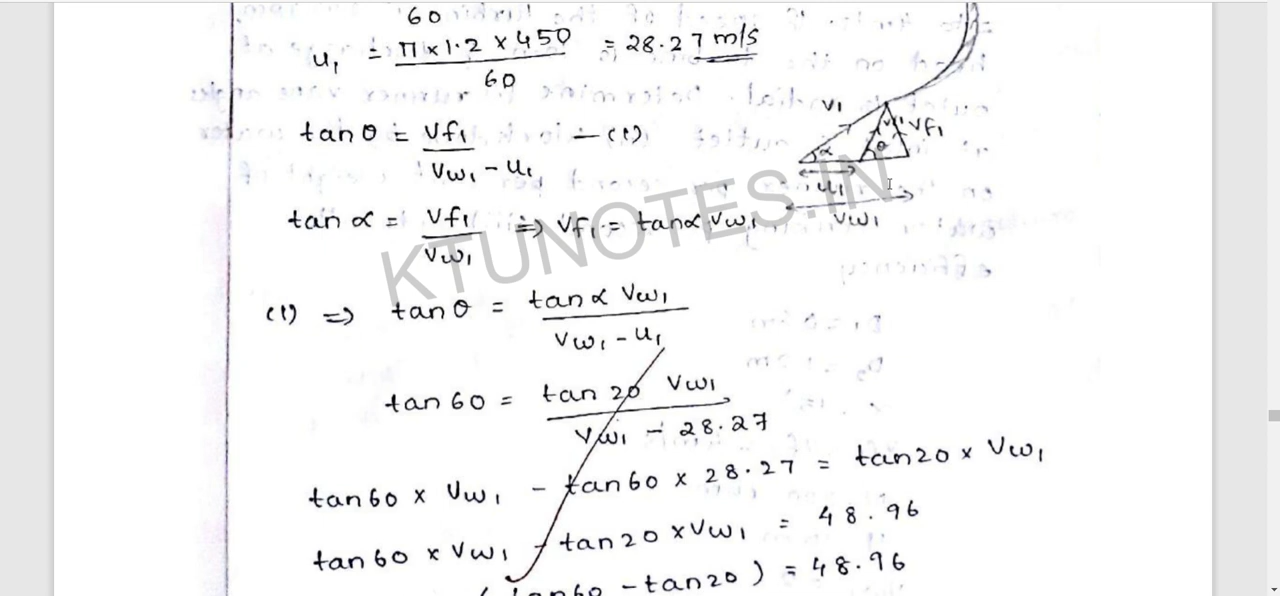 60
u₁ = π × 1.2 × 450 / 60 = 28.27 m/s
tan θ = Vf₁ / Vw₁ - u₁ — (1)
tan α = Vf₁ / Vw₁ ⇒ Vf₁ = tan α Vw₁
(1) ⇒ tan θ = tan α Vw₁ / Vw₁ - u₁
tan 60 = tan 20 Vw₁ / Vw₁ - 28.27
tan 60 × Vw₁ - tan 60 × 28.27 = tan 20 × Vw₁
tan 60 × Vw₁ - tan 20 × Vw₁ = 48.96
- tan 20 ) = 48.96
V₁
Vf₁
α
θ
u₁
Vw₁
KTUNOTES.IN